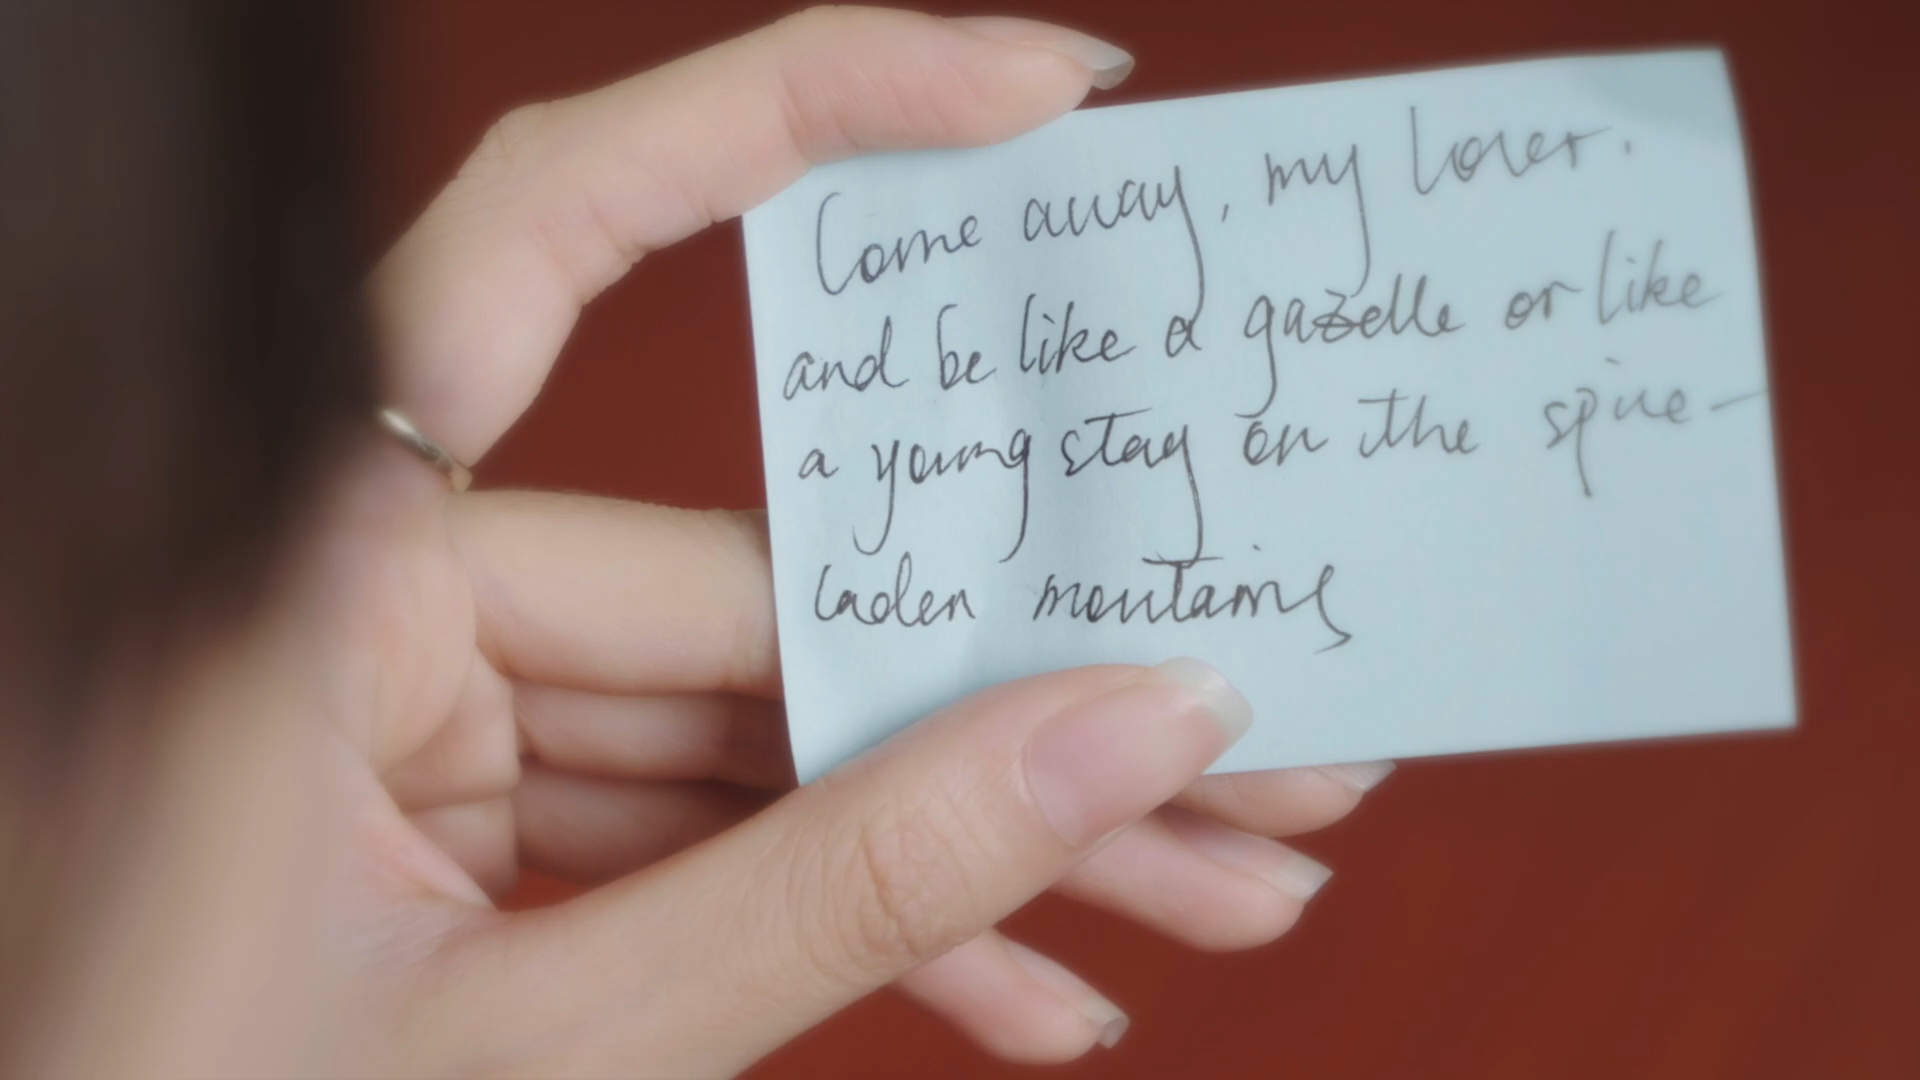 Come away, my lover.
and be like a gazelle or like
a young stag on the spice-
laden mountains